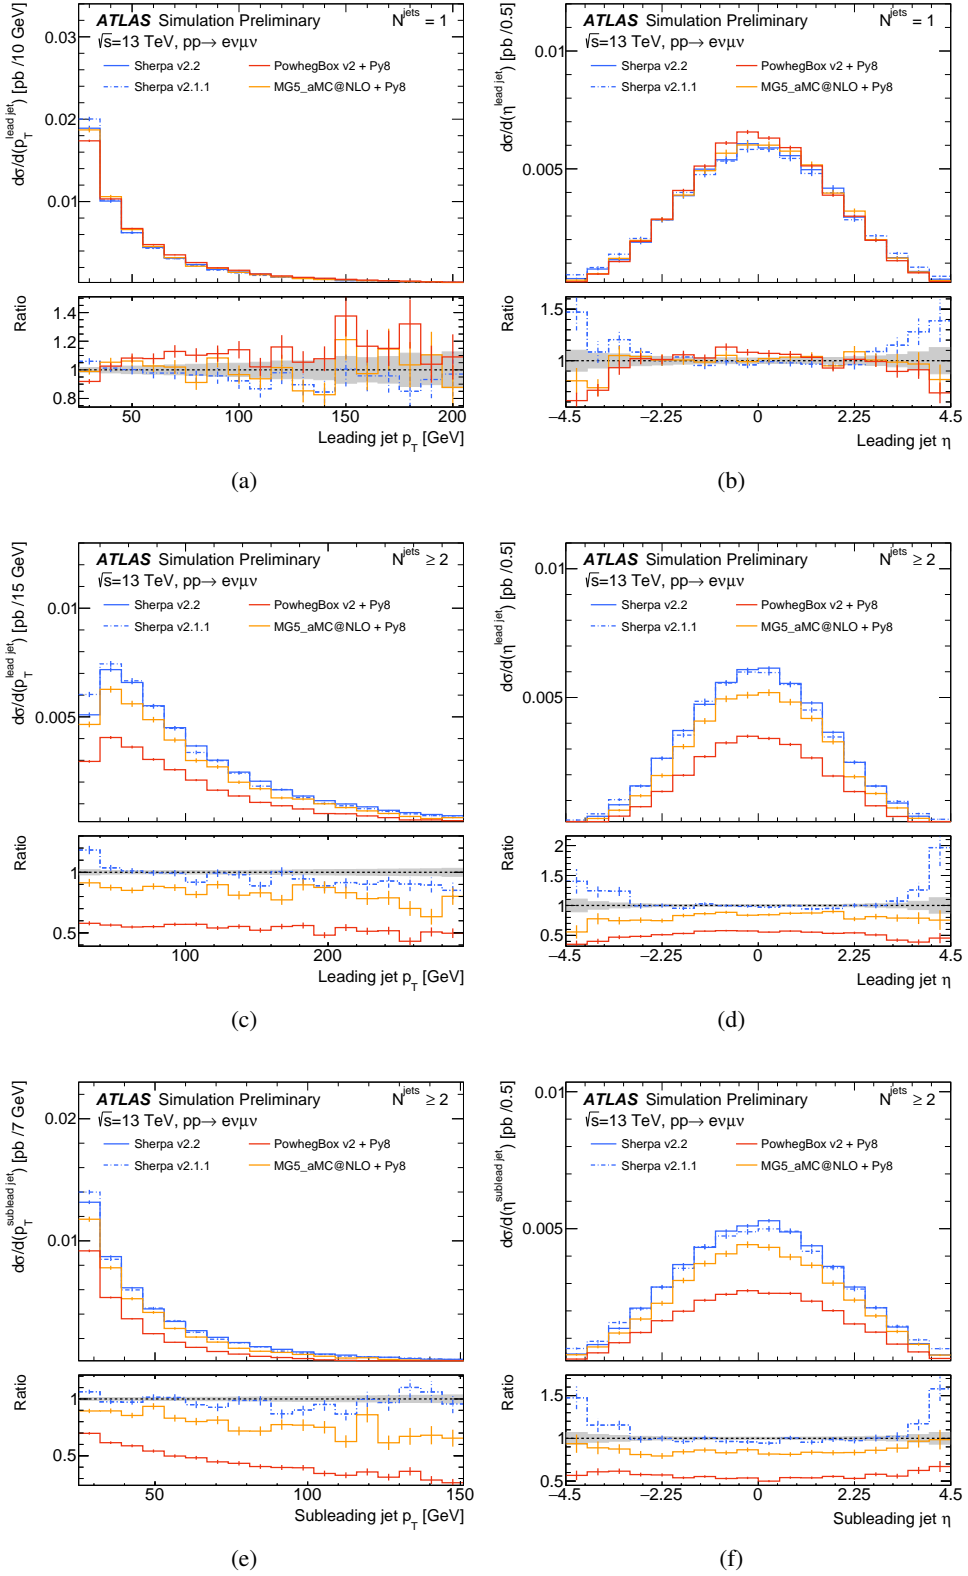 ATLAS Simulation Preliminary
N^jets = 1
√s=13 TeV, pp→ eνμν
Sherpa v2.2
PowhegBox v2 + Py8
Sherpa v2.1.1
MG5_aMC@NLO + Py8
dσ/d(p_T^lead jet) [pb /10 GeV]
0.03
0.02
0.01
Ratio
1.4
1.2
1
0.8
50
100
150
200
Leading jet p_T [GeV]
(a)
ATLAS Simulation Preliminary
N^jets = 1
√s=13 TeV, pp→ eνμν
Sherpa v2.2
PowhegBox v2 + Py8
Sherpa v2.1.1
MG5_aMC@NLO + Py8
dσ/d(η^lead jet) [pb /0.5]
0.01
0.005
Ratio
1.5
1
−4.5
−2.25
0
2.25
4.5
Leading jet η
(b)
ATLAS Simulation Preliminary
N^jets ≥ 2
√s=13 TeV, pp→ eνμν
Sherpa v2.2
PowhegBox v2 + Py8
Sherpa v2.1.1
MG5_aMC@NLO + Py8
dσ/d(p_T^lead jet) [pb /15 GeV]
0.01
0.005
Ratio
1
0.5
100
200
Leading jet p_T [GeV]
(c)
ATLAS Simulation Preliminary
N^jets ≥ 2
√s=13 TeV, pp→ eνμν
Sherpa v2.2
PowhegBox v2 + Py8
Sherpa v2.1.1
MG5_aMC@NLO + Py8
dσ/d(η^lead jet) [pb /0.5]
0.01
0.005
Ratio
2
1.5
1
0.5
−4.5
−2.25
0
2.25
4.5
Leading jet η
(d)
ATLAS Simulation Preliminary
N^jets ≥ 2
√s=13 TeV, pp→ eνμν
Sherpa v2.2
PowhegBox v2 + Py8
Sherpa v2.1.1
MG5_aMC@NLO + Py8
dσ/d(p_T^sublead jet) [pb /7 GeV]
0.02
0.01
Ratio
1
0.5
50
100
150
Subleading jet p_T [GeV]
(e)
ATLAS Simulation Preliminary
N^jets ≥ 2
√s=13 TeV, pp→ eνμν
Sherpa v2.2
PowhegBox v2 + Py8
Sherpa v2.1.1
MG5_aMC@NLO + Py8
dσ/d(η^sublead jet) [pb /0.5]
0.01
0.005
Ratio
1.5
1
0.5
−4.5
−2.25
0
2.25
4.5
Subleading jet η
(f)